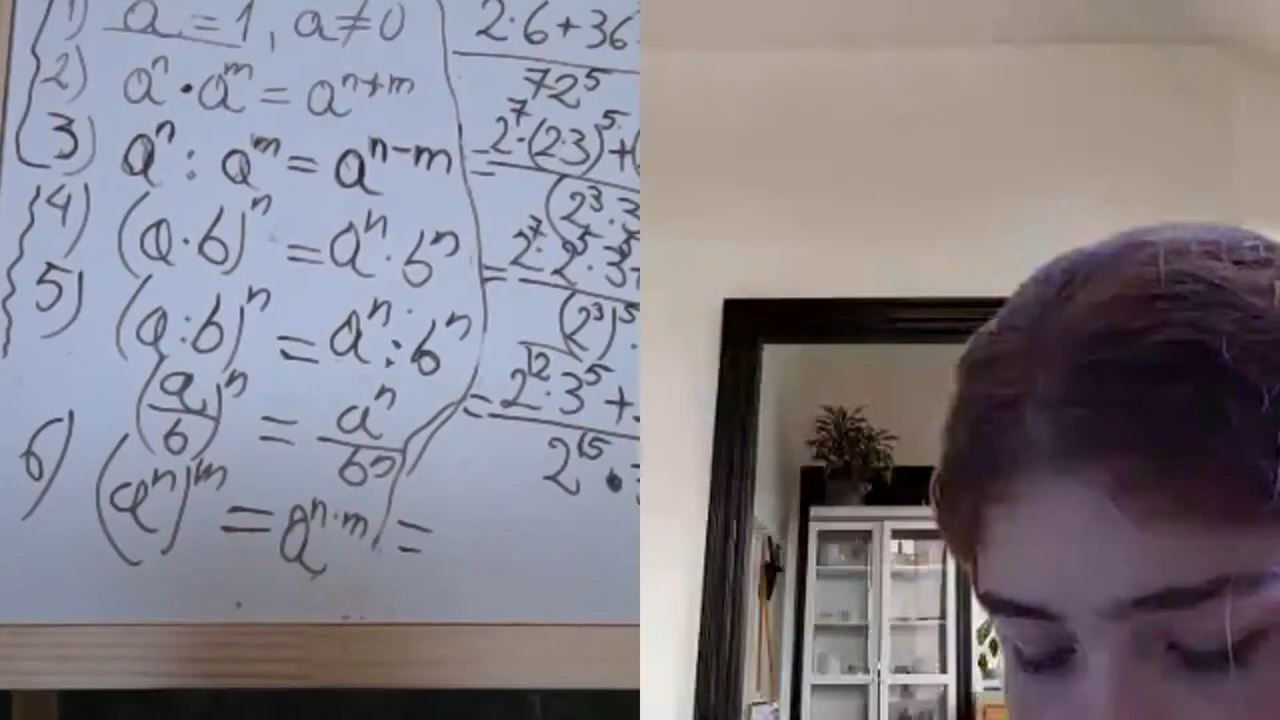 1) a = 1, a ≠ 0
2) aⁿ · aᵐ = aⁿ⁺ᵐ
3) aⁿ : aᵐ = aⁿ⁻ᵐ
4) (a·b)ⁿ = aⁿ · bⁿ
5) (a:b)ⁿ = aⁿ : bⁿ
(a/b)ⁿ = aⁿ/bⁿ
6) (aⁿ)ᵐ = aⁿ·ᵐ
2·6+36
72⁵
= 2⁷·(2·3)⁵+(
(2³·
= 2⁷·2⁵·3⁵+
(2³)⁵·
= 2¹²·3⁵+
2¹⁵·
=